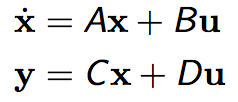 ẋ = Ax + Bu
y = Cx + Du